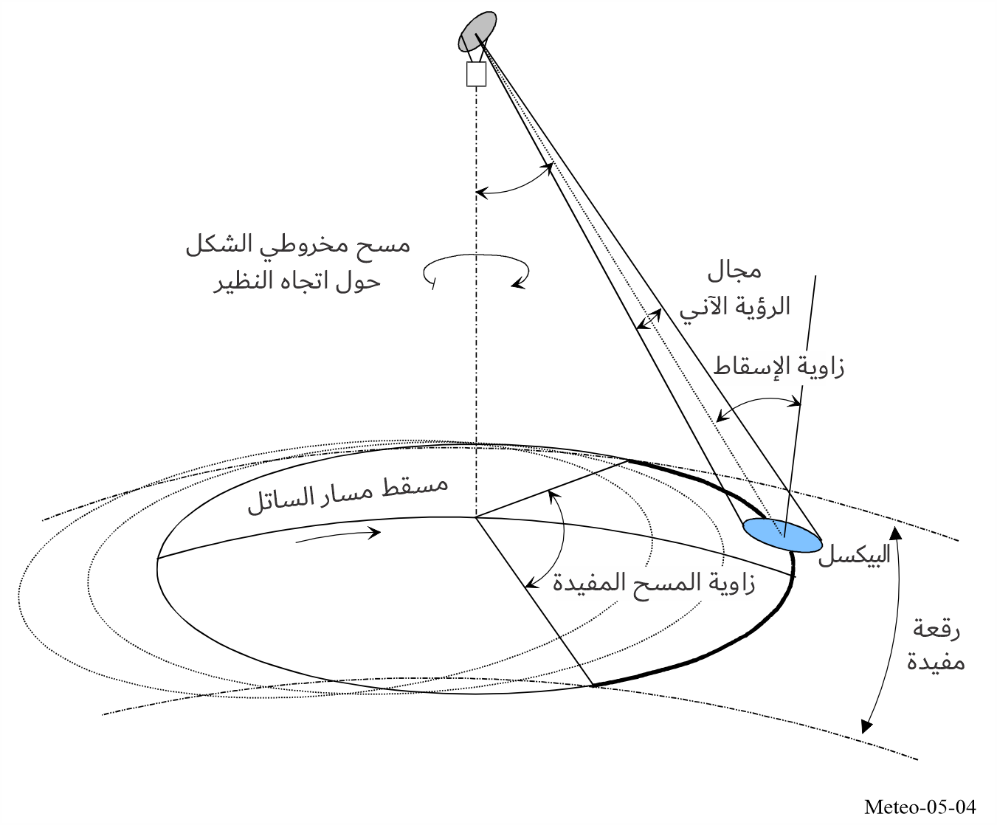 مسح مخروطي الشكل
حول اتجاه النظير
مجال
الرؤية الآني
زاوية الإسقاط
مسقط مسار الساتل
البيكسل
زاوية المسح المفيدة
رقعة
مفيدة
Meteo-05-04